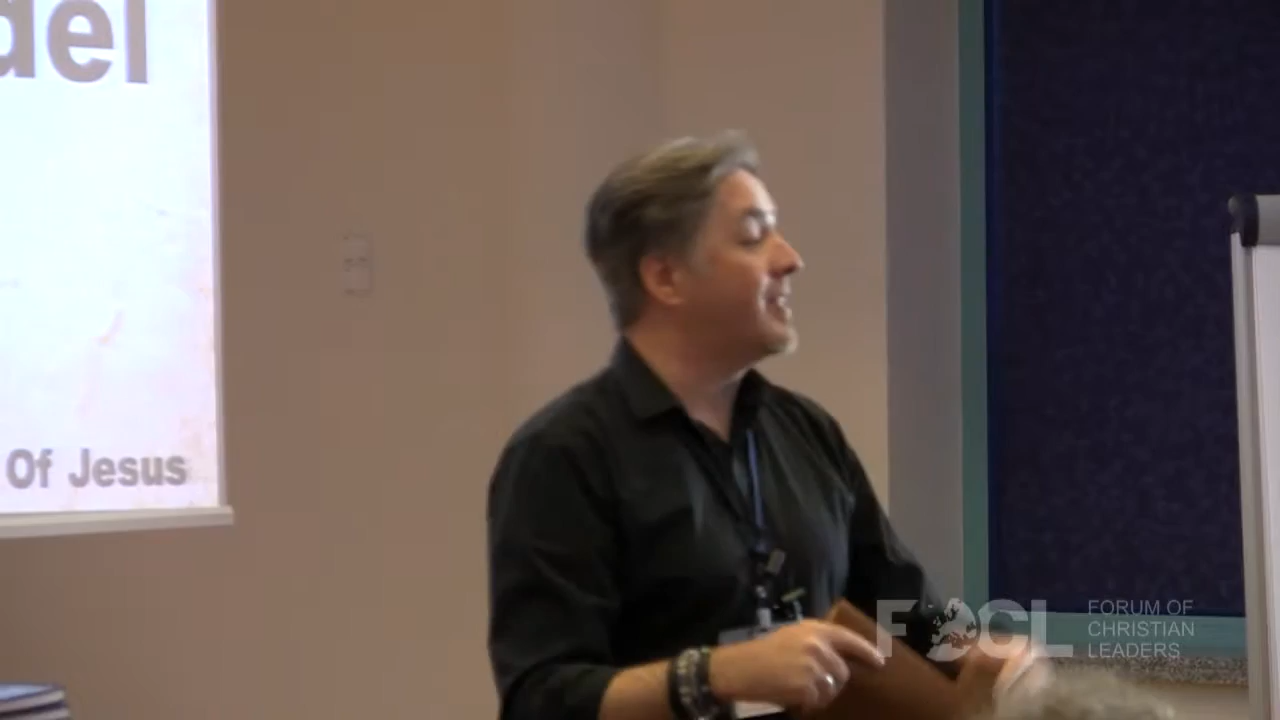 del
Of Jesus
FOCL
FORUM OF
CHRISTIAN
LEADERS